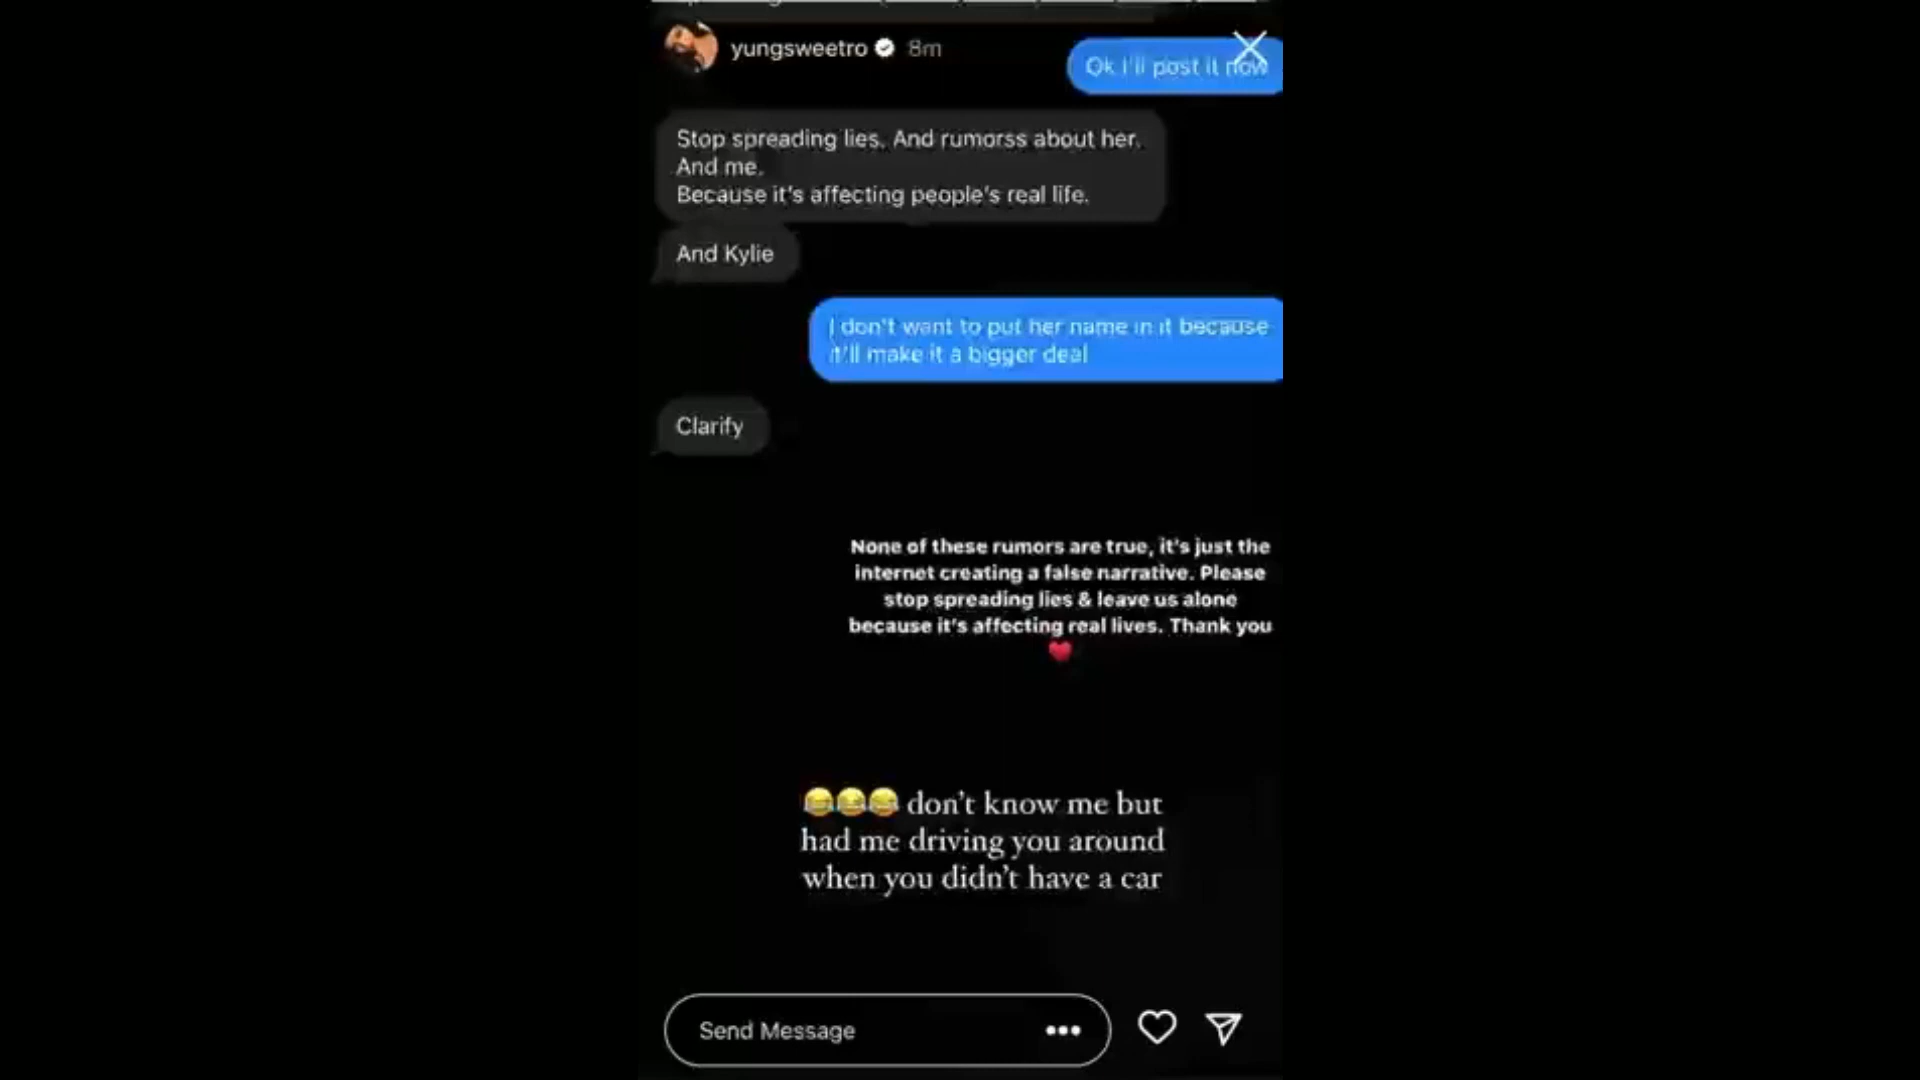 yungsweetro 8m
Ok I'll post it now
Stop spreading lies. And rumorss about her.
And me.
Because it's affecting people's real life.
And Kylie
I don't want to put her name in it because
it'll make it a bigger deal
Clarify
None of these rumors are true, it's just the
internet creating a false narrative. Please
stop spreading lies & leave us alone
because it's affecting real lives. Thank you
❤️
😂😂😂 don't know me but
had me driving you around
when you didn't have a car
Send Message